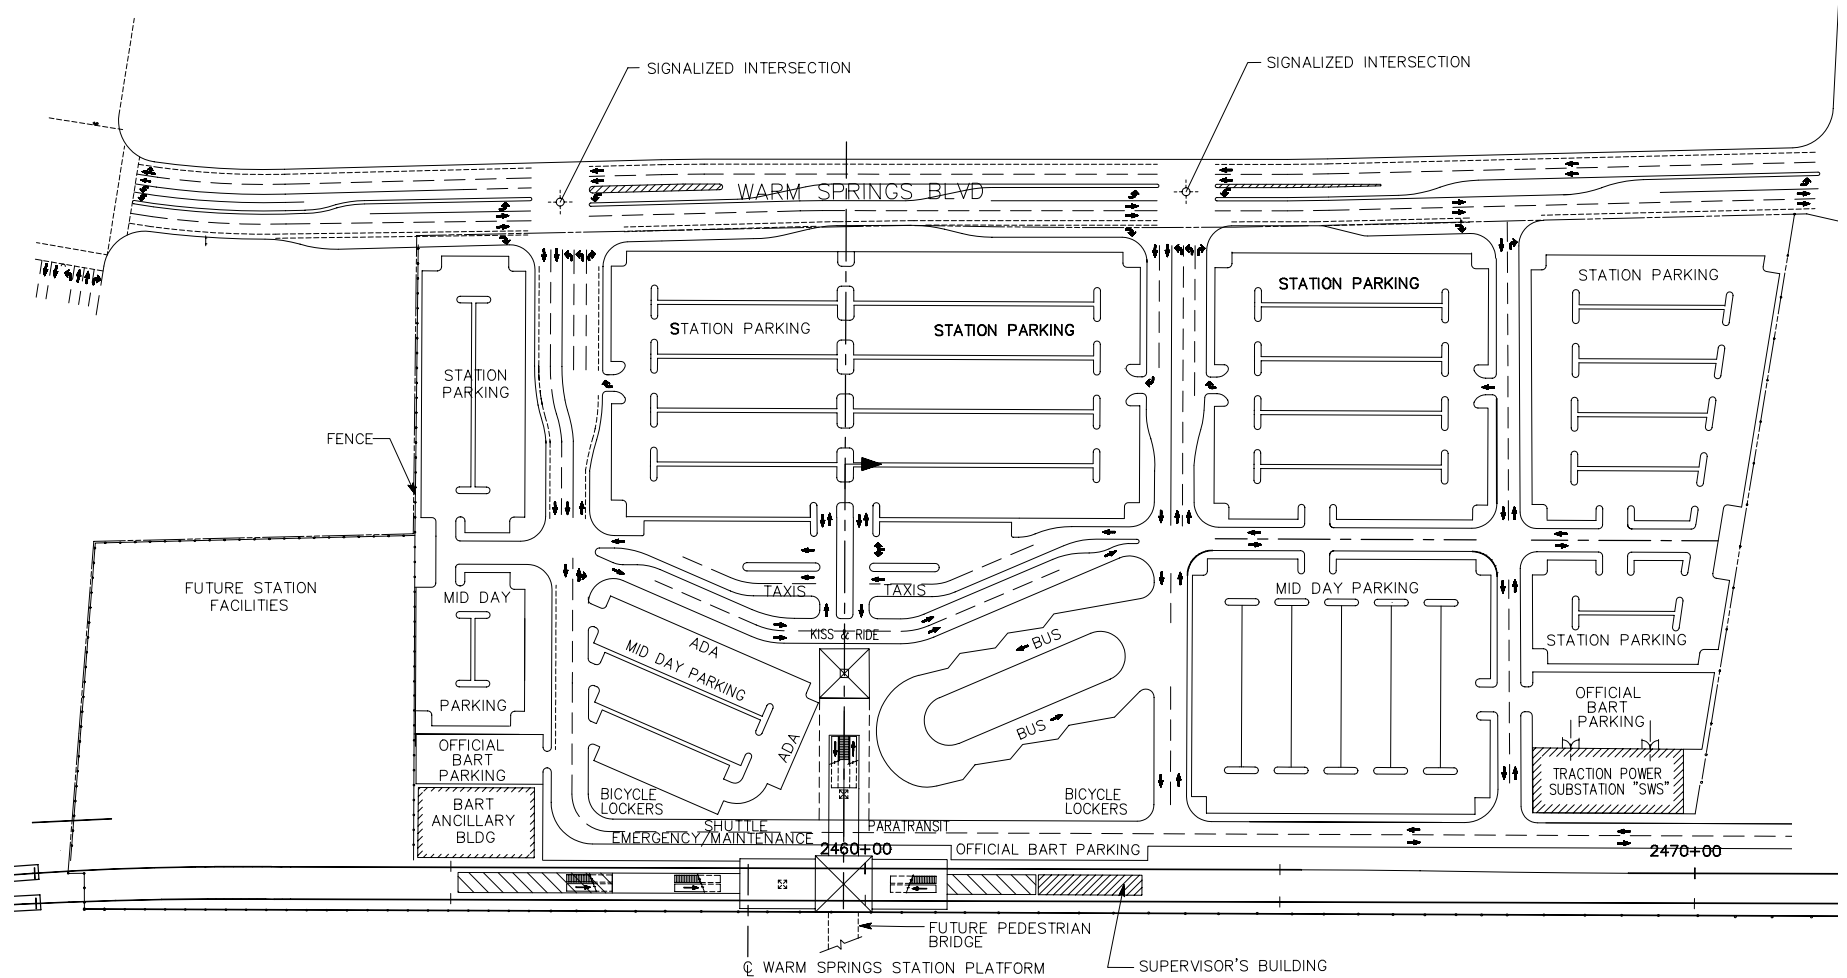 SIGNALIZED INTERSECTION
SIGNALIZED INTERSECTION
WARM SPRINGS BLVD
STATION PARKING
STATION PARKING
STATION PARKING
STATION PARKING
STATION
PARKING
FENCE
FUTURE STATION
FACILITIES
MID DAY
PARKING
TAXIS
TAXIS
KISS & RIDE
ADA
MID DAY PARKING
ADA
BUS
BUS
MID DAY PARKING
STATION PARKING
OFFICIAL
BART
PARKING
OFFICIAL
BART
PARKING
TRACTION POWER
SUBSTATION "SWS"
BART
ANCILLARY
BLDG
BICYCLE
LOCKERS
BICYCLE
LOCKERS
SHUTTLE
EMERGENCY/MAINTENANCE
PARATRANSIT
2460+00
OFFICIAL BART PARKING
2470+00
FUTURE PEDESTRIAN
BRIDGE
℄ WARM SPRINGS STATION PLATFORM
SUPERVISOR'S BUILDING